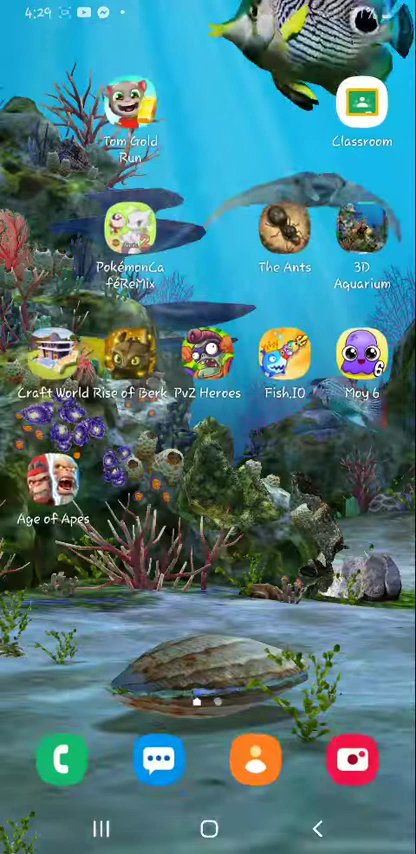 4:29
Tom Gold
Run
Classroom
PokémonCa
féReMix
The Ants
3D
Aquarium
Craft World
Rise of Berk
PvZ Heroes
Fish.IO
Moy 6
Age of Apes